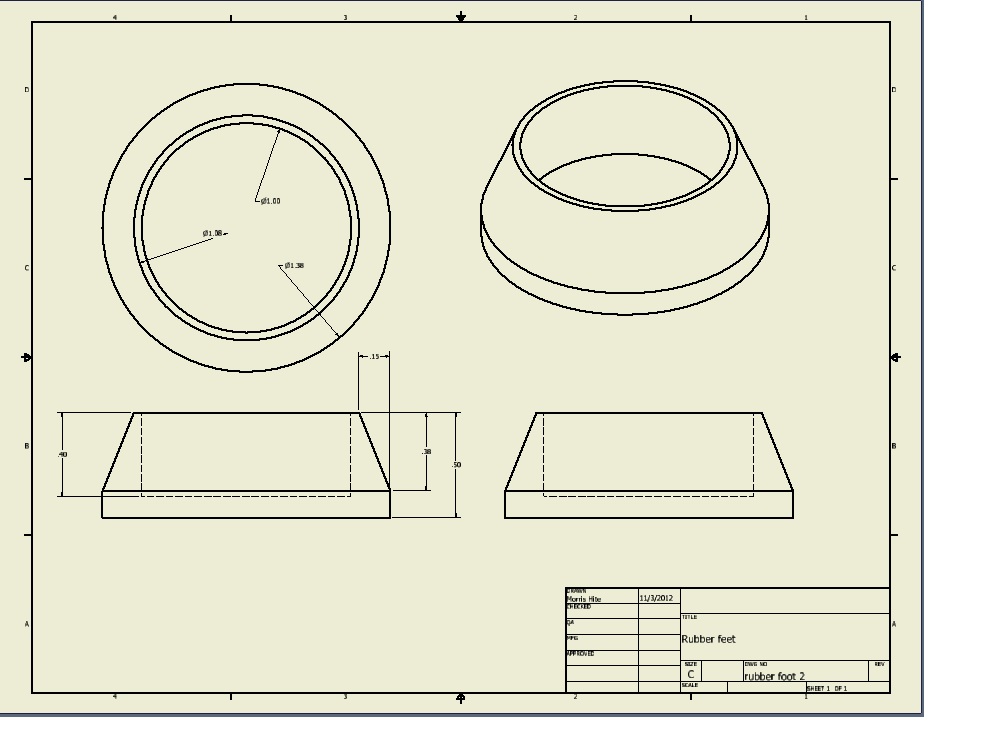 4 3 2 1
D D
Ø1.00
Ø1.08
C Ø1.38 C
.15
B .40 .38 .50 B
A A
DRAWN
Morris Hite 11/3/2012
CHECKED
QA
MFG
APPROVED
TITLE
Rubber feet
SIZE
C
DWG NO
rubber foot 2
REV
SCALE
SHEET 1 OF 1
4 3 2 1